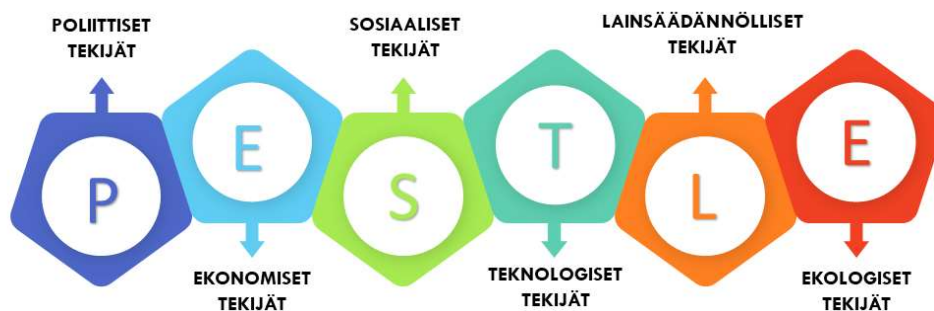 POLIITTISET
TEKIJÄT
SOSIAALISET
TEKIJÄT
LAINSÄÄDÄNNÖLLISET
TEKIJÄT
P
E
S
T
L
E
EKONOMISET
TEKIJÄT
TEKNOLOGISET
TEKIJÄT
EKOLOGISET
TEKIJÄT